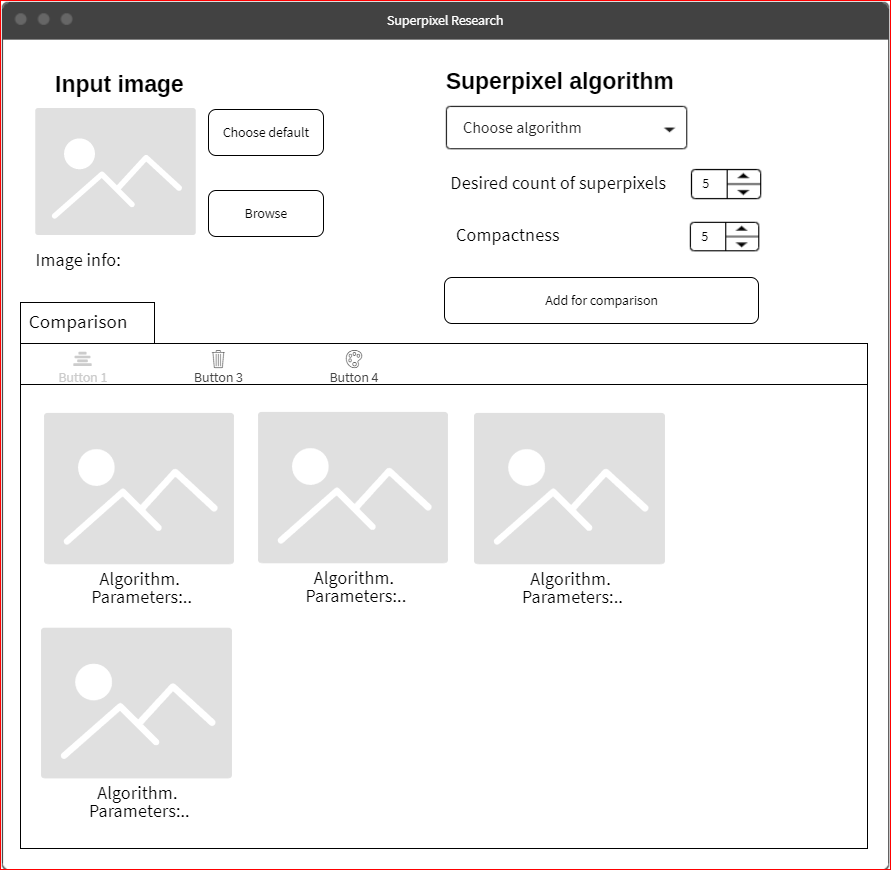 Superpixel Research
Input image
Choose default
Browse
Image info:
Superpixel algorithm
Choose algorithm
Desired count of superpixels 5
Compactness 5
Add for comparison
Comparison
Button 1 Button 3 Button 4
Algorithm.
Parameters:..
Algorithm.
Parameters:..
Algorithm.
Parameters:..
Algorithm.
Parameters:..